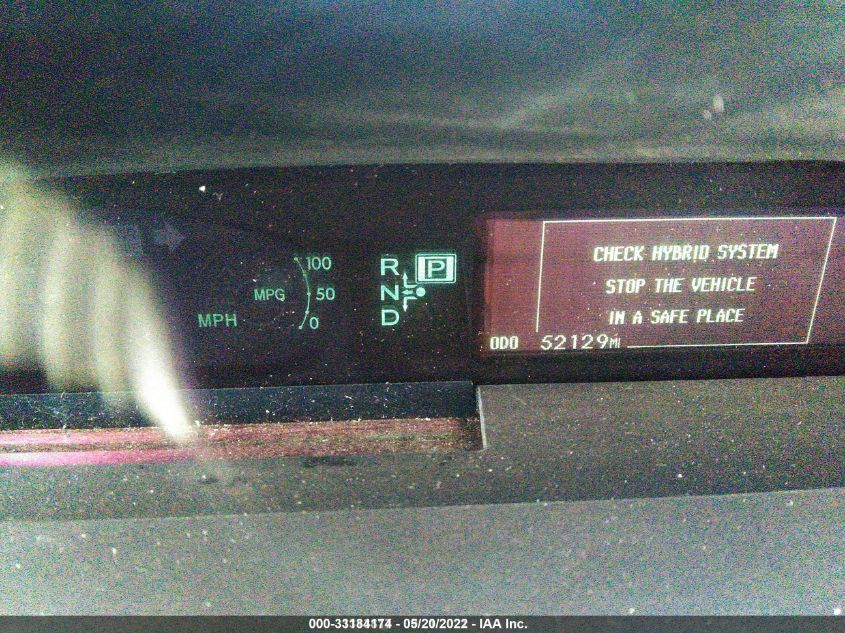 100
MPG 50
MPH 0
R P
N
D
CHECK HYBRID SYSTEM
STOP THE VEHICLE
IN A SAFE PLACE
ODO 52129MI
000-33184174 - 05/20/2022 - IAA Inc.